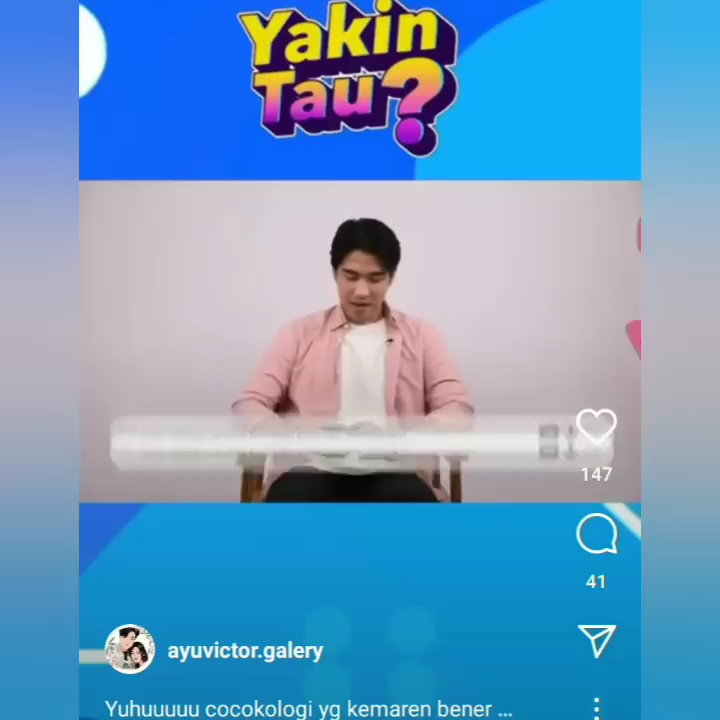 Yakin
Tau?
147
41
ayuvictor.galery
Yuhuuuuu cocokologi yg kemaren bener ...